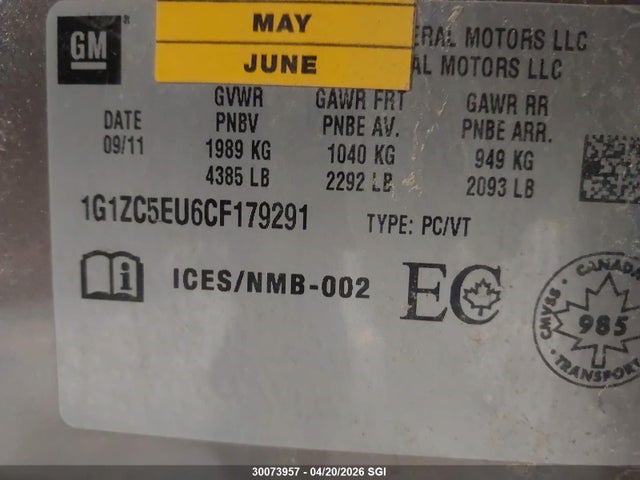 GM ®
MAY
JUNE
ERAL MOTORS LLC
AL MOTORS LLC
DATE
09/11
GVWR
PNBV
1989 KG
4385 LB
GAWR FRT
PNBE AV.
1040 KG
2292 LB
GAWR RR
PNBE ARR.
949 KG
2093 LB
1G1ZC5EU6CF179291
TYPE: PC/VT
i ICES/NMB-002
EC
CANADA
CMVSS
985
TRANSPORT
30073957 - 04/20/2026 SGI